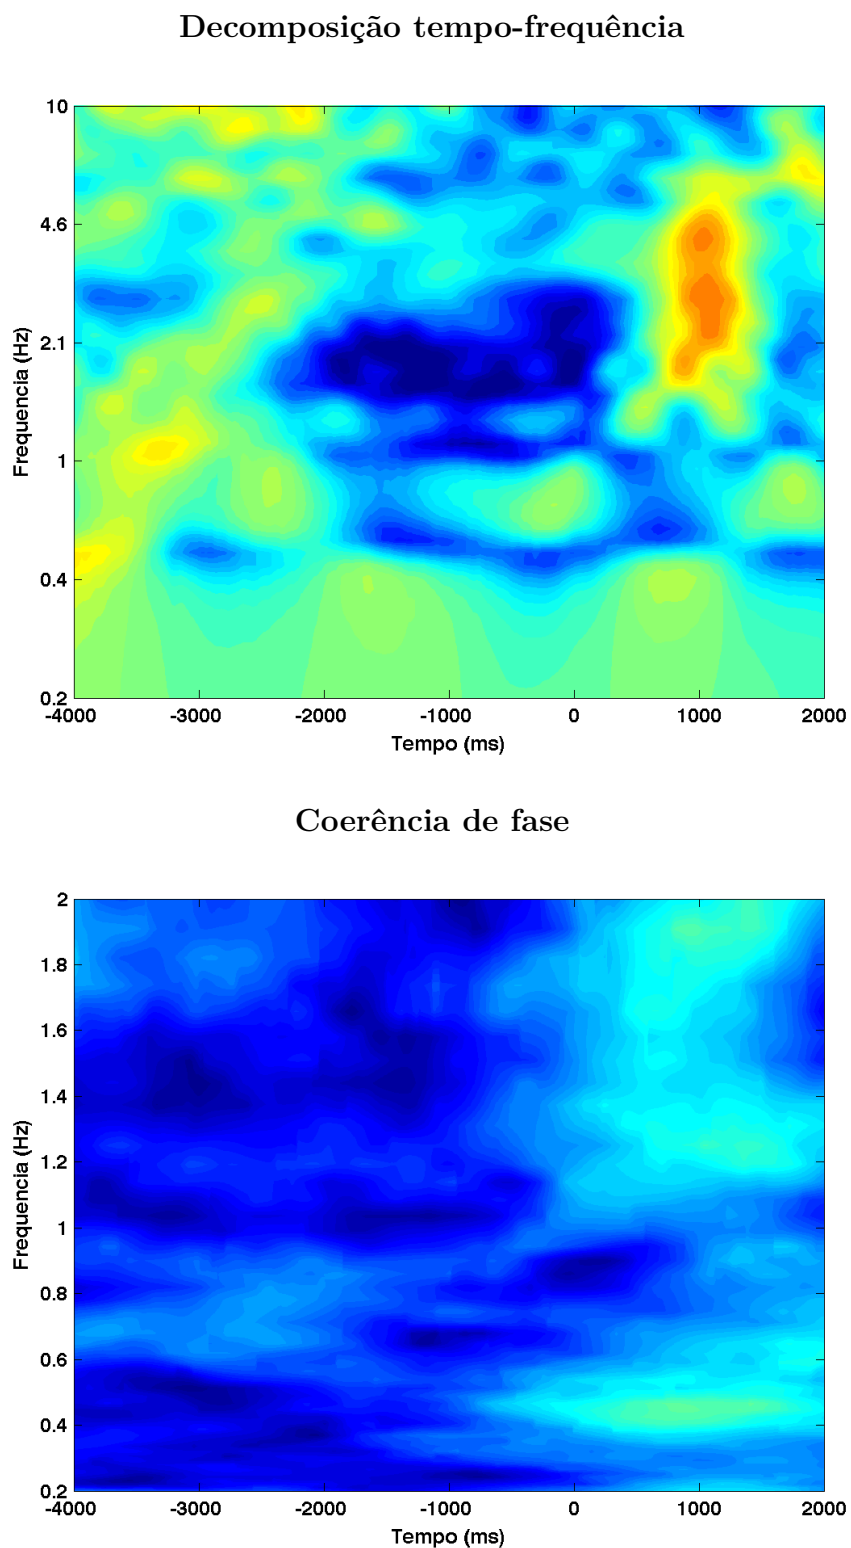 Decomposição tempo-frequência
10
4.6
2.1
1
0.4
0.2
Frequencia (Hz)
-4000 -3000 -2000 -1000 0 1000 2000
Tempo (ms)
Coerência de fase
2
1.8
1.6
1.4
1.2
1
0.8
0.6
0.4
0.2
Frequencia (Hz)
-4000 -3000 -2000 -1000 0 1000 2000
Tempo (ms)